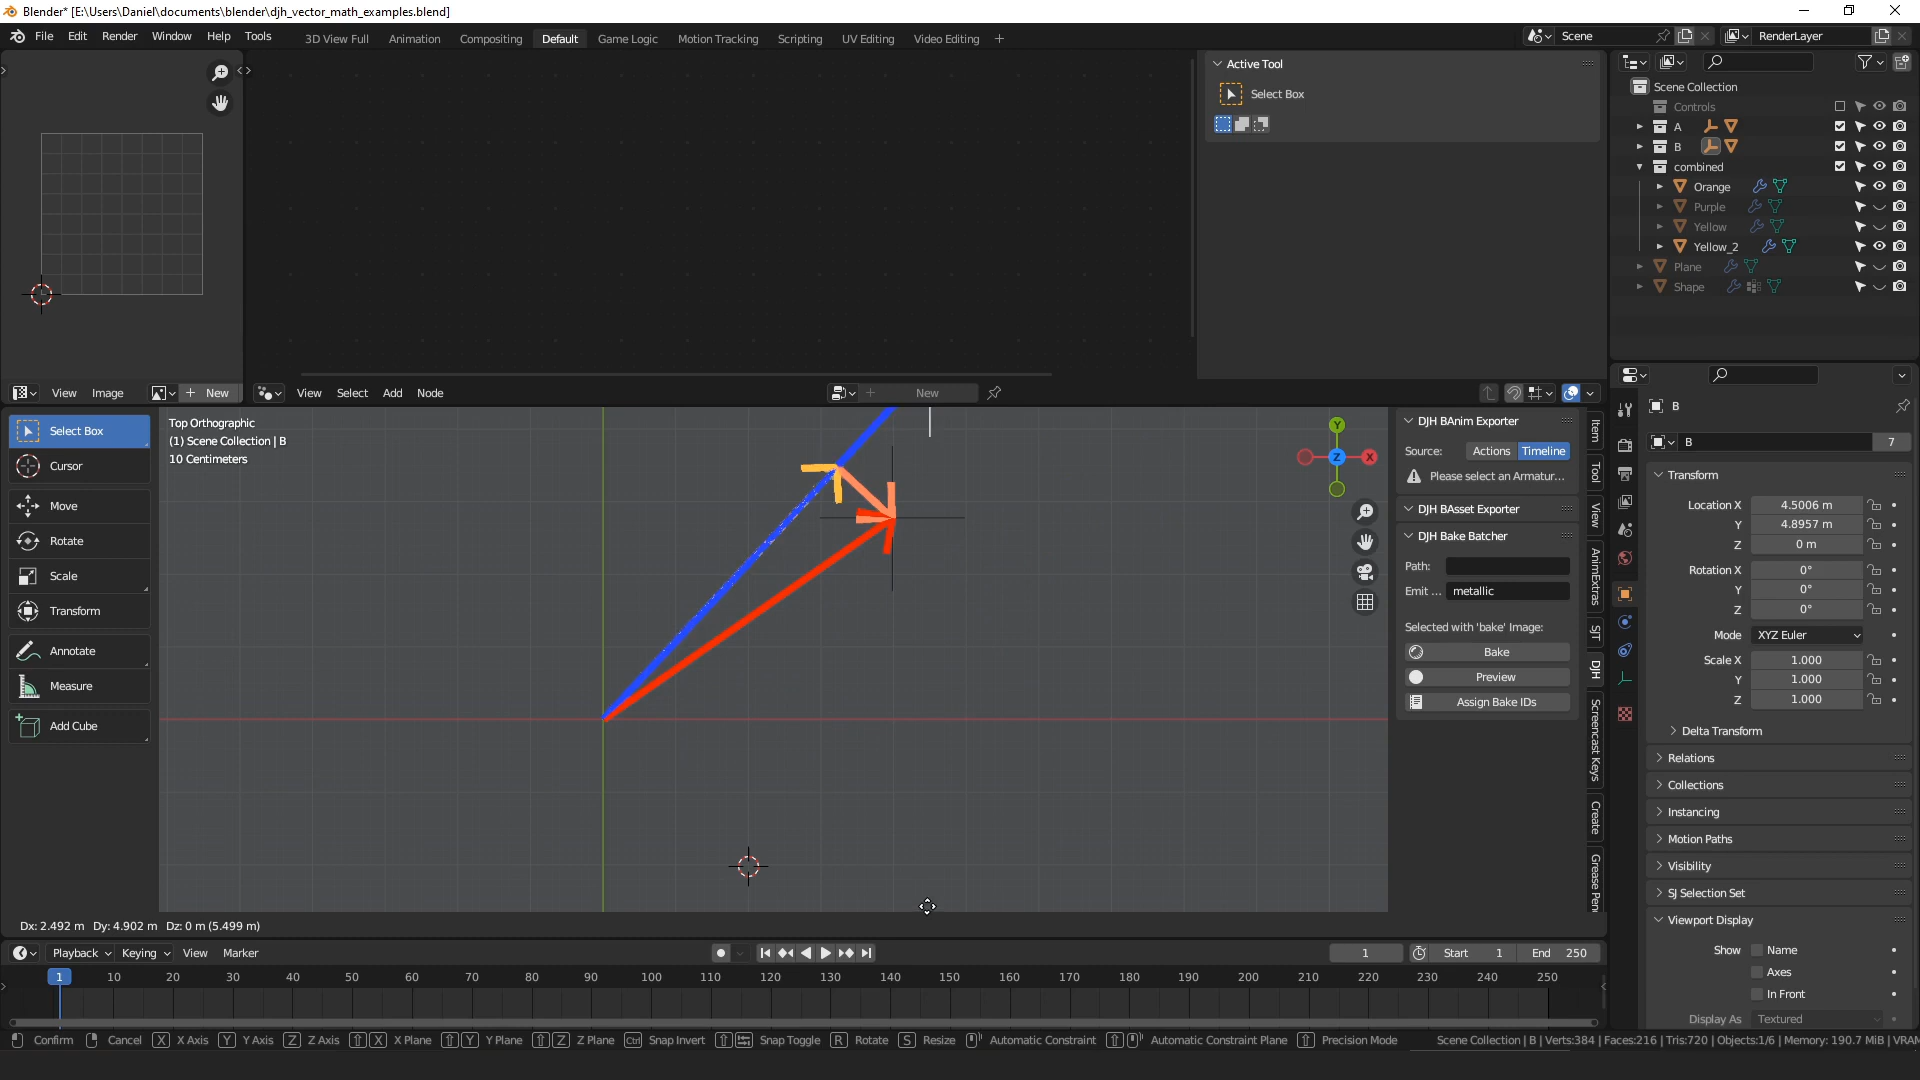 Blender* [E:\Users\Daniel\documents\blender\djh_vector_math_examples.blend]
File Edit Render Window Help Tools
3D View Full Animation Compositing Default Game Logic Motion Tracking Scripting UV Editing Video Editing +
Scene
RenderLayer
Active Tool
Select Box
Scene Collection
Controls
A
B
combined
Orange
Purple
Yellow
Yellow_2
Plane
Shape
View Image + New
View Select Add Node
+ New
Select Box
Cursor
Move
Rotate
Scale
Transform
Annotate
Measure
Add Cube
Top Orthographic
(1) Scene Collection | B
10 Centimeters
Y
Z
X
DJH BAnim Exporter
Source: Actions Timeline
Please select an Armatur...
DJH BAsset Exporter
DJH Bake Batcher
Path:
Emit ... metallic
Selected with 'bake' Image:
Bake
Preview
Assign Bake IDs
Item
Tool
View
AnimExtras
SJT
DJH
Screencast Keys
Create
Grease Pen
B
B 7
Transform
Location X 4.5006 m
Y 4.8957 m
Z 0 m
Rotation X 0°
Y 0°
Z 0°
Mode XYZ Euler
Scale X 1.000
Y 1.000
Z 1.000
Delta Transform
Relations
Collections
Instancing
Motion Paths
Visibility
SJ Selection Set
Viewport Display
Show Name
Axes
In Front
Display As Textured
Dx: 2.492 m Dy: 4.902 m Dz: 0 m (5.499 m)
Playback Keying View Marker
1 Start 1 End 250
1 10 20 30 40 50 60 70 80 90 100 110 120 130 140 150 160 170 180 190 200 210 220 230 240 250
Confirm Cancel X X Axis Y Y Axis Z Z Axis X X Plane Y Y Plane Z Z Plane Ctrl Snap Invert Snap Toggle R Rotate S Resize Automatic Constraint Automatic Constraint Plane Precision Mode Scene Collection | B | Verts:384 | Faces:216 | Tris:720 | Objects:1/6 | Memory: 190.7 MiB | VRAM